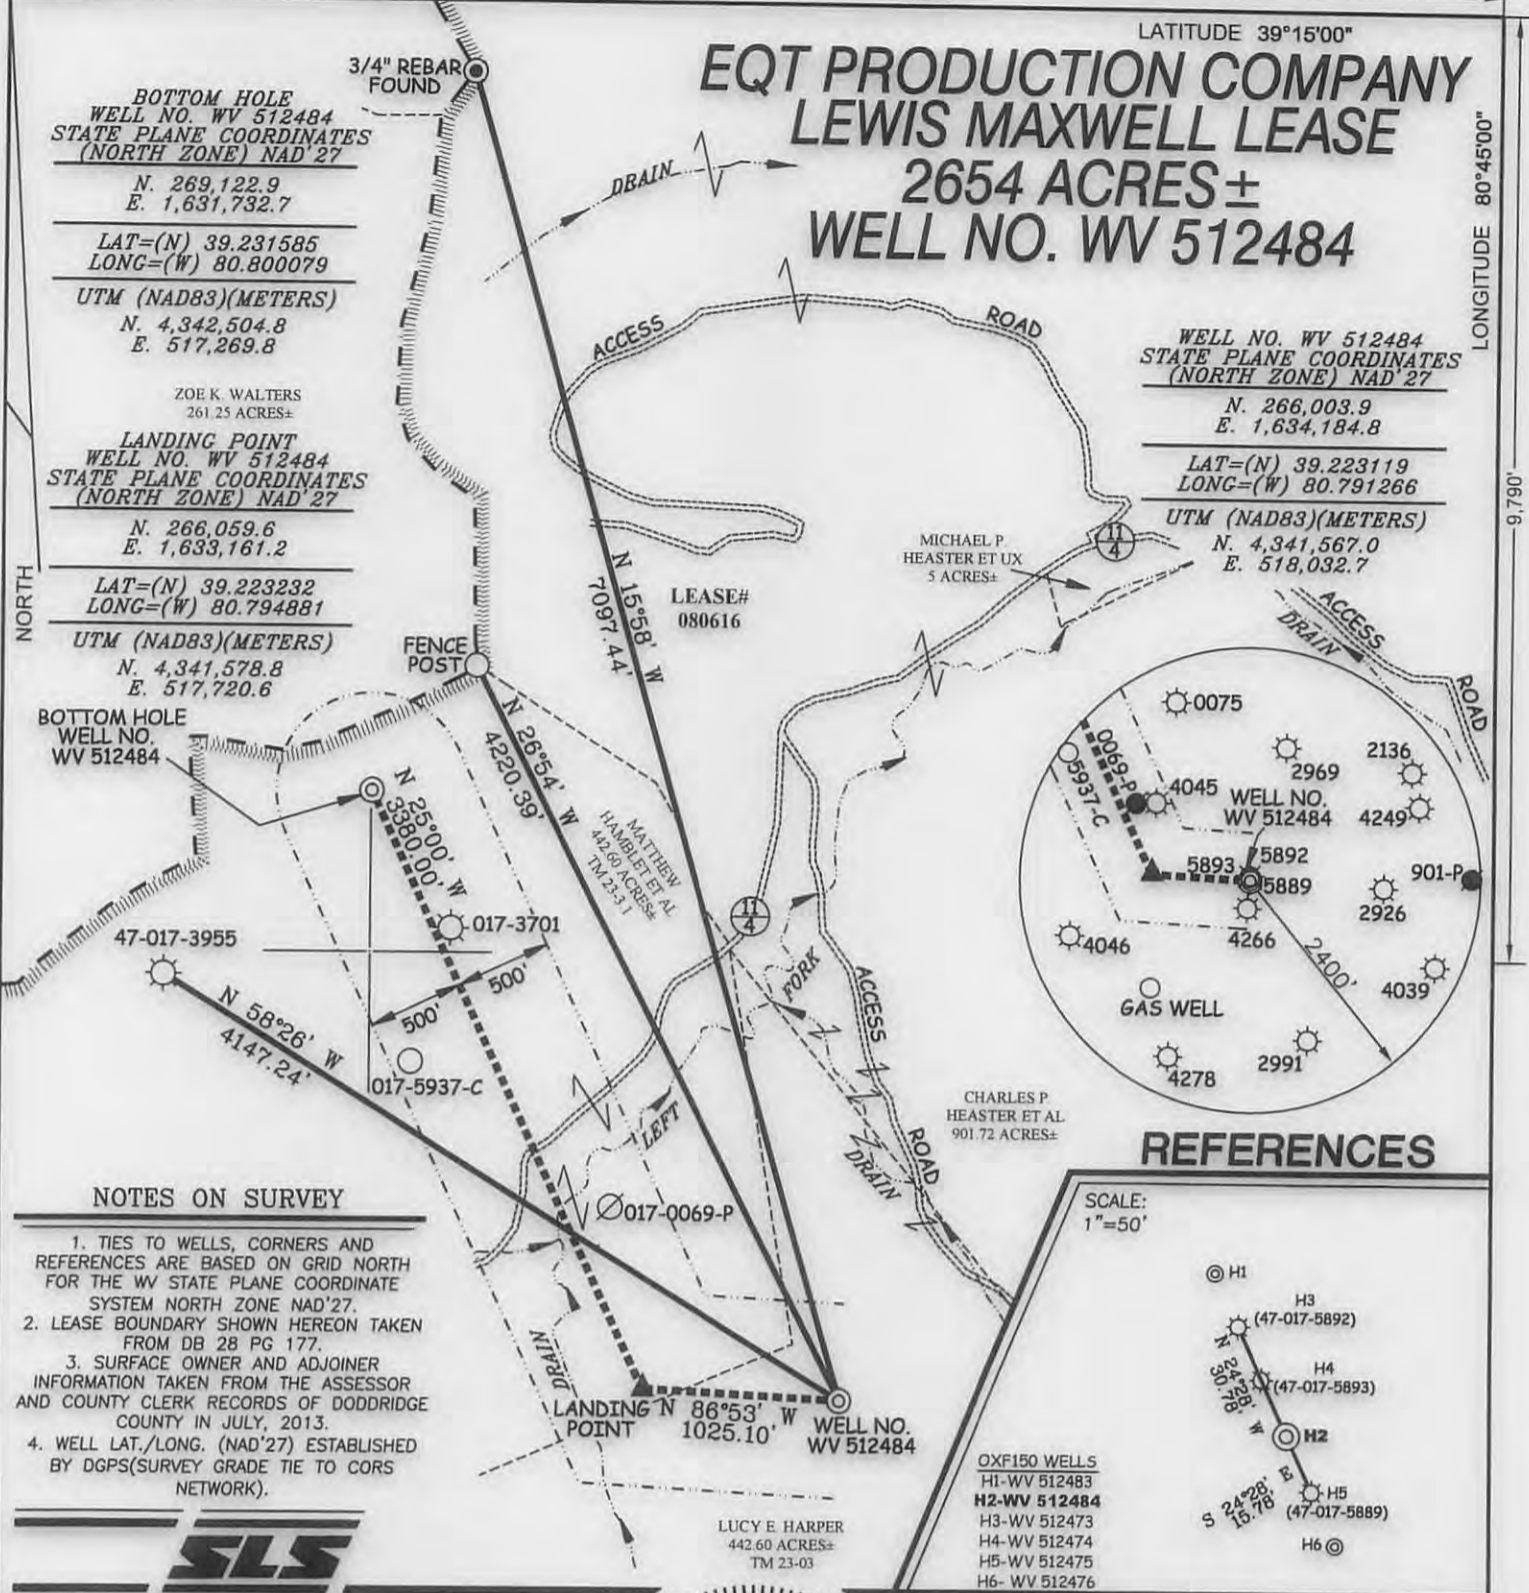 LATITUDE 39°15'00"
EQT PRODUCTION COMPANY
LEWIS MAXWELL LEASE
2654 ACRES±
WELL NO. WV 512484
LONGITUDE 80°45'00"
9,790'
3/4" REBAR
FOUND
BOTTOM HOLE
WELL NO. WV 512484
STATE PLANE COORDINATES
(NORTH ZONE) NAD'27
N. 269,122.9
E. 1,631,732.7
LAT=(N) 39.231585
LONG=(W) 80.800079
UTM (NAD83)(METERS)
N. 4,342,504.8
E. 517,269.8
ZOE K. WALTERS
261.25 ACRES±
LANDING POINT
WELL NO. WV 512484
STATE PLANE COORDINATES
(NORTH ZONE) NAD'27
N. 266,059.6
E. 1,633,161.2
LAT=(N) 39.223232
LONG=(W) 80.794881
UTM (NAD83)(METERS)
N. 4,341,578.8
E. 517,720.6
NORTH
DRAIN
ACCESS
ROAD
WELL NO. WV 512484
STATE PLANE COORDINATES
(NORTH ZONE) NAD'27
N. 266,003.9
E. 1,634,184.8
LAT=(N) 39.223119
LONG=(W) 80.791266
UTM (NAD83)(METERS)
N. 4,341,567.0
E. 518,032.7
MICHAEL P.
HEASTER ET UX
5 ACRES±
11
4
LEASE#
080616
N 15°58' W
7097.44'
FENCE
POST
N 26°54' W
4220.39'
BOTTOM HOLE
WELL NO.
WV 512484
N 25°00' W
3380.00'
MATTHEW
HAMBLET ET AL
442.60 ACRES±
TM 23-3.1
47-017-3955
017-3701
500'
500'
N 58°26' W
4147.24'
017-5937-C
11
4
FORK
LEFT
ACCESS
ROAD
DRAIN
017-0069-P
CHARLES P.
HEASTER ET AL
901.72 ACRES±
ACCESS
ROAD
DRAIN
0075
2969
2136
0069-P
5937-C
4045
WELL NO.
WV 512484
4249
5893
5892
5889
901-P
2926
4046
4266
2400'
4039
GAS WELL
4278
2991
REFERENCES
SCALE:
1"=50'
H1
H3
(47-017-5892)
N 24°28' W
30.78'
H4
(47-017-5893)
H2
S 24°28' E
15.78'
H5
(47-017-5889)
H6
OXF150 WELLS
H1-WV 512483
H2-WV 512484
H3-WV 512473
H4-WV 512474
H5-WV 512475
H6- WV 512476
NOTES ON SURVEY
1. TIES TO WELLS, CORNERS AND
REFERENCES ARE BASED ON GRID NORTH
FOR THE WV STATE PLANE COORDINATE
SYSTEM NORTH ZONE NAD'27.
2. LEASE BOUNDARY SHOWN HEREON TAKEN
FROM DB 28 PG 177.
3. SURFACE OWNER AND ADJOINER
INFORMATION TAKEN FROM THE ASSESSOR
AND COUNTY CLERK RECORDS OF DODDRIDGE
COUNTY IN JULY, 2013.
4. WELL LAT./LONG. (NAD'27) ESTABLISHED
BY DGPS(SURVEY GRADE TIE TO CORS
NETWORK).
DRAIN
LANDING
POINT
N 86°53' W
1025.10'
WELL NO.
WV 512484
LUCY E. HARPER
442.60 ACRES±
TM 23-03
SLS